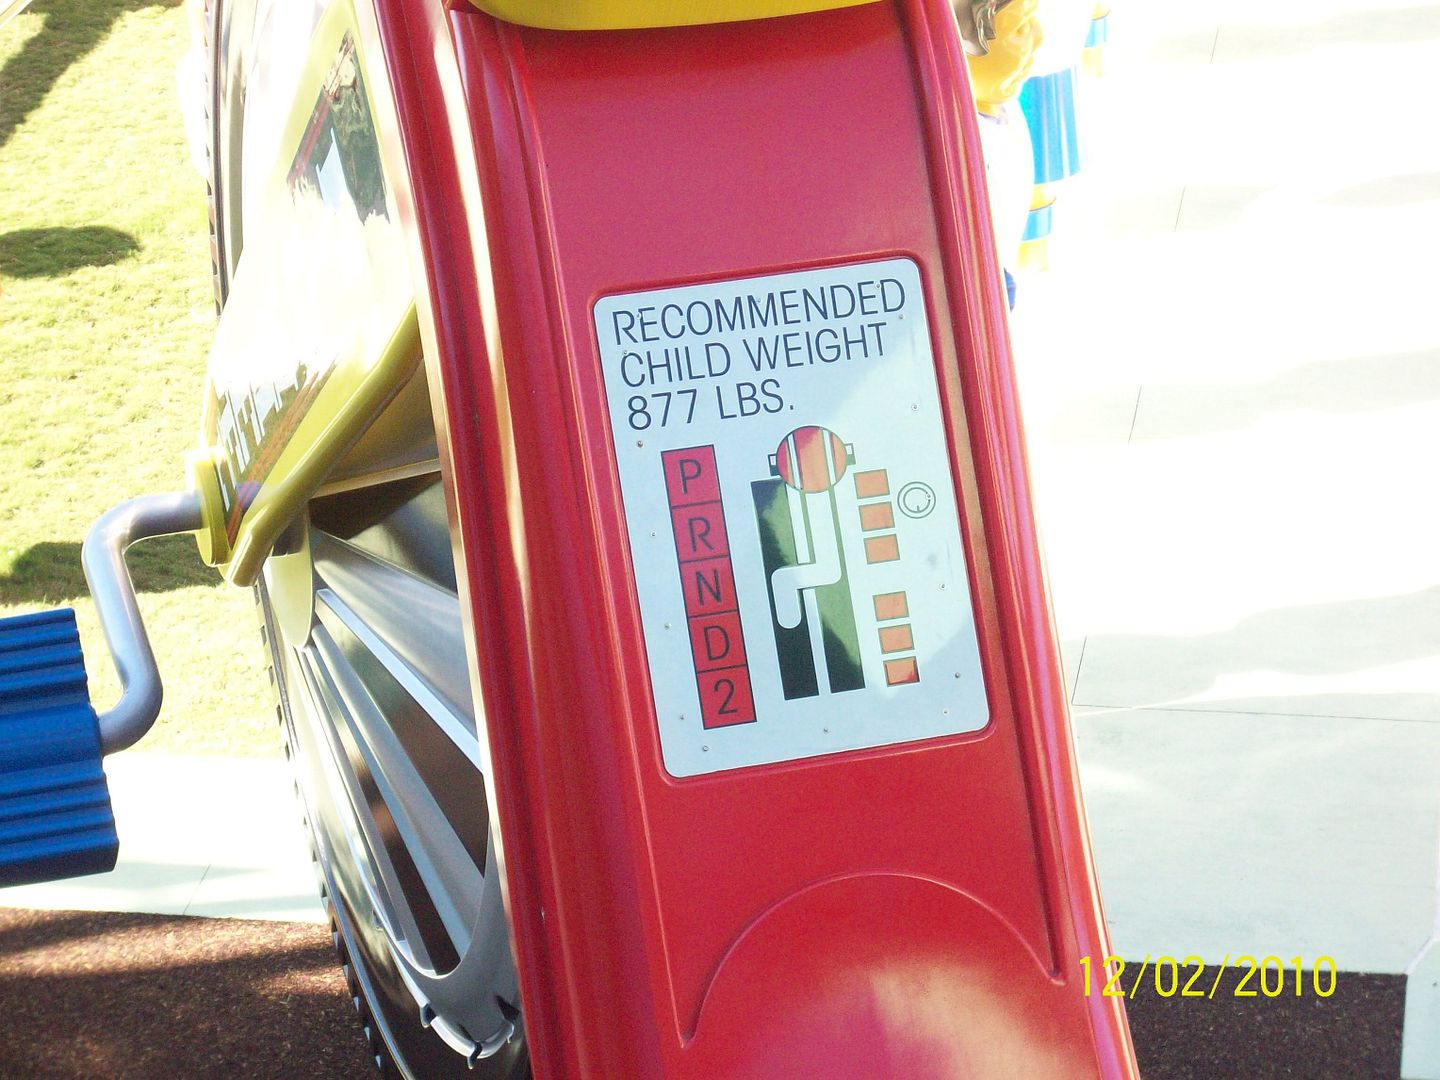 RECOMMENDED
CHILD WEIGHT
877 LBS.
P
R
N
D
2
12/02/2010